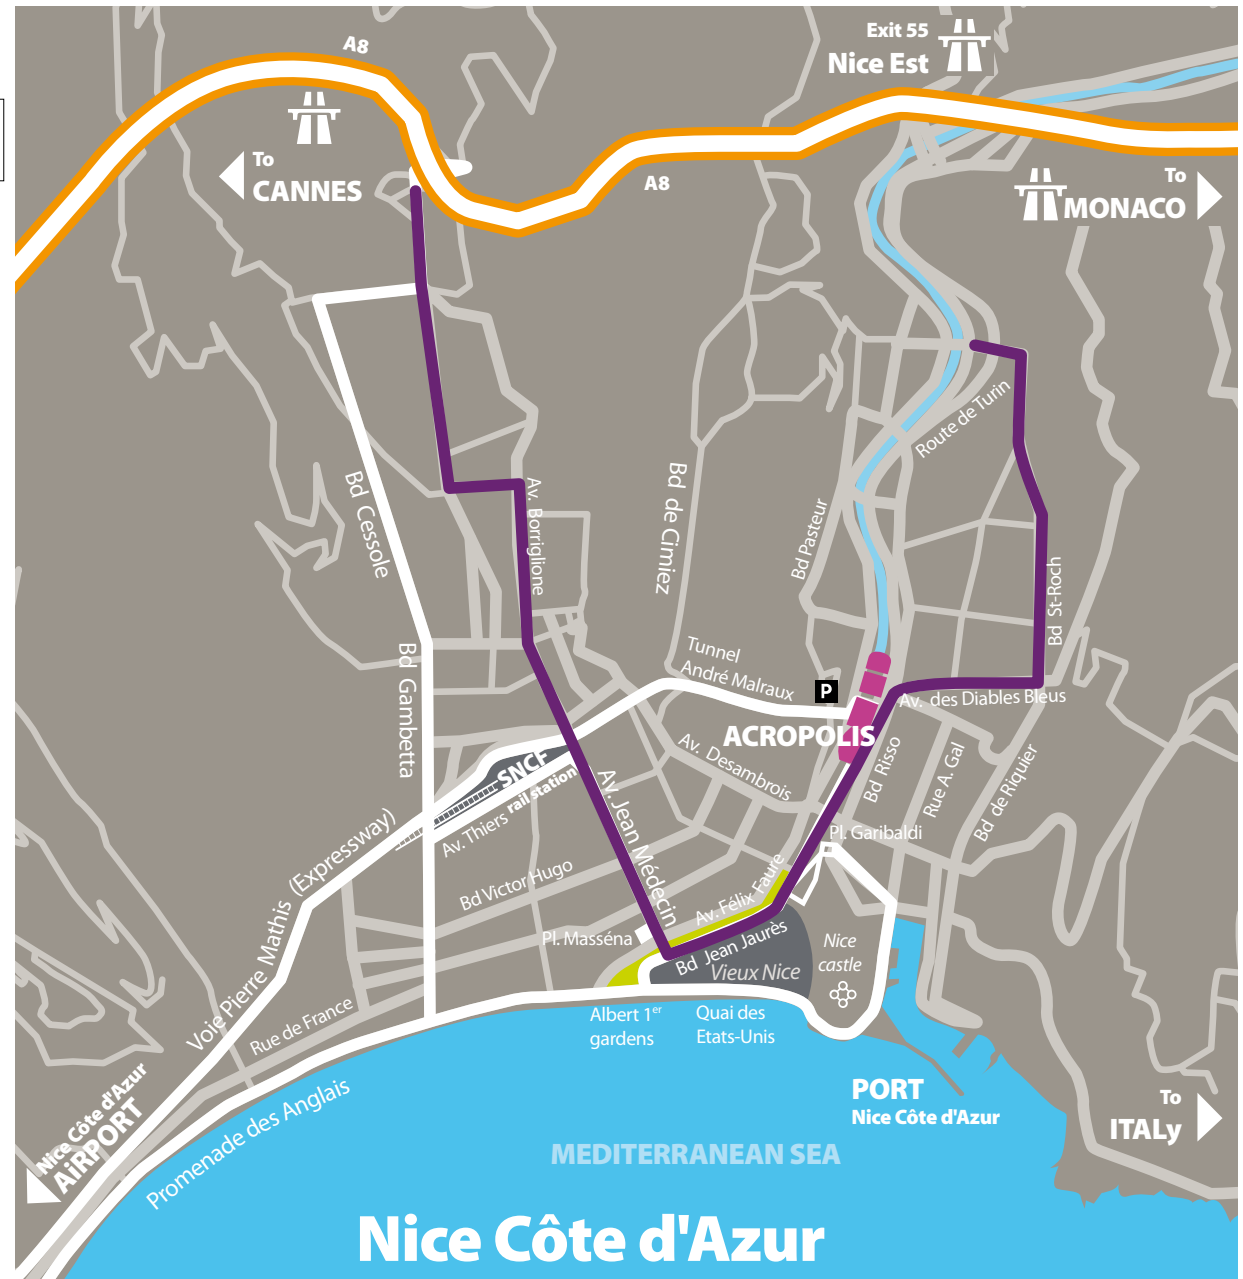 A8
Exit 55
Nice Est
To
CANNES
A8
To
MONACO
Route de Turin
Bd Cessole
Av. Borriglione
Bd de Cimiez
Bd Pasteur
Bd St-Roch
Tunnel
André Malraux
P
Bd Gambetta
Av. des Diables Bleus
ACROPOLIS
Av. Desambrois
Bd Risso
Rue A. Gal
Bd de Riquier
SNCF
rail station
Av. Thiers
Av. Jean Médecin
Pl. Garibaldi
Voie Pierre Mathis (Expressway)
Bd Victor Hugo
Av. Félix Faure
Pl. Masséna
Bd Jean Jaurès
Vieux Nice
Nice
castle
Rue de France
Albert 1er
gardens
Quai des
Etats-Unis
Nice Côte d'Azur
AiRPORT
Promenade des Anglais
PORT
Nice Côte d'Azur
To
ITALy
MEDITERRANEAN SEA
Nice Côte d'Azur